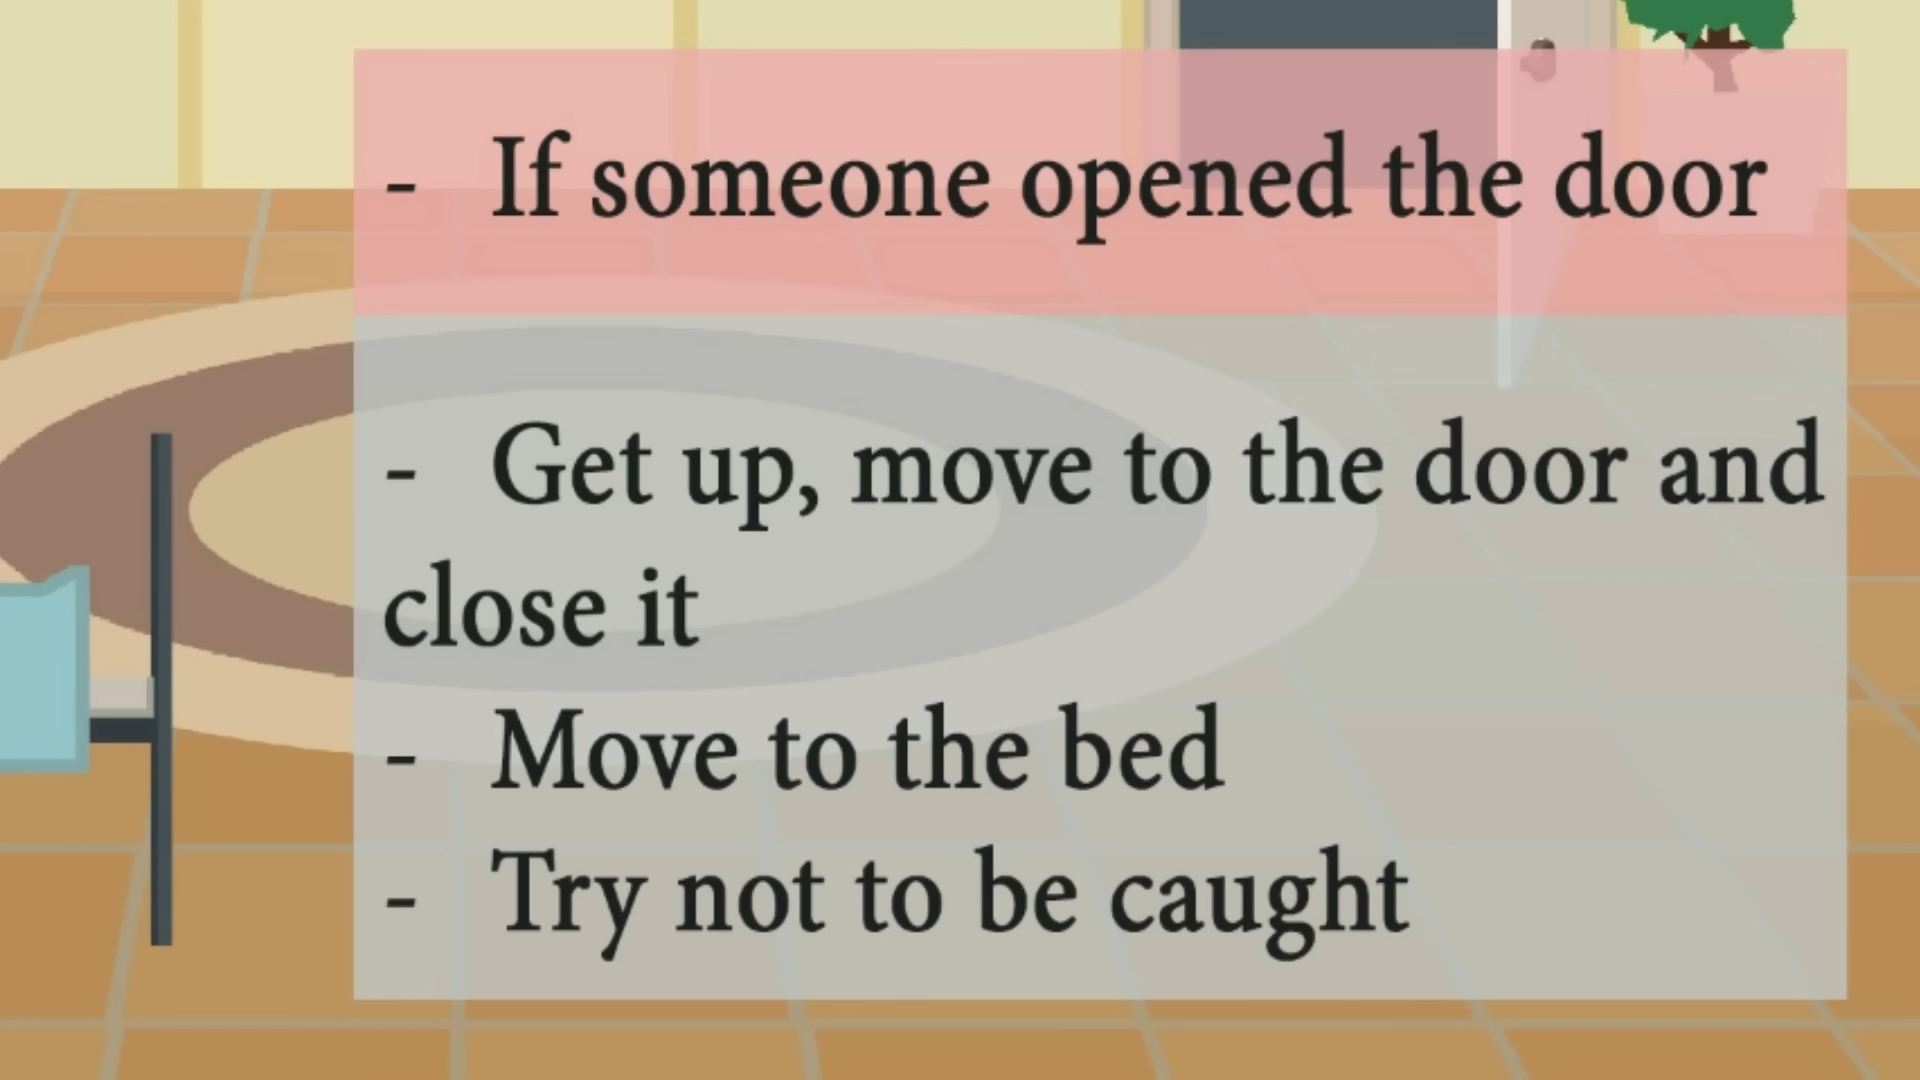 - If someone opened the door
- Get up, move to the door and
close it
- Move to the bed
- Try not to be caught